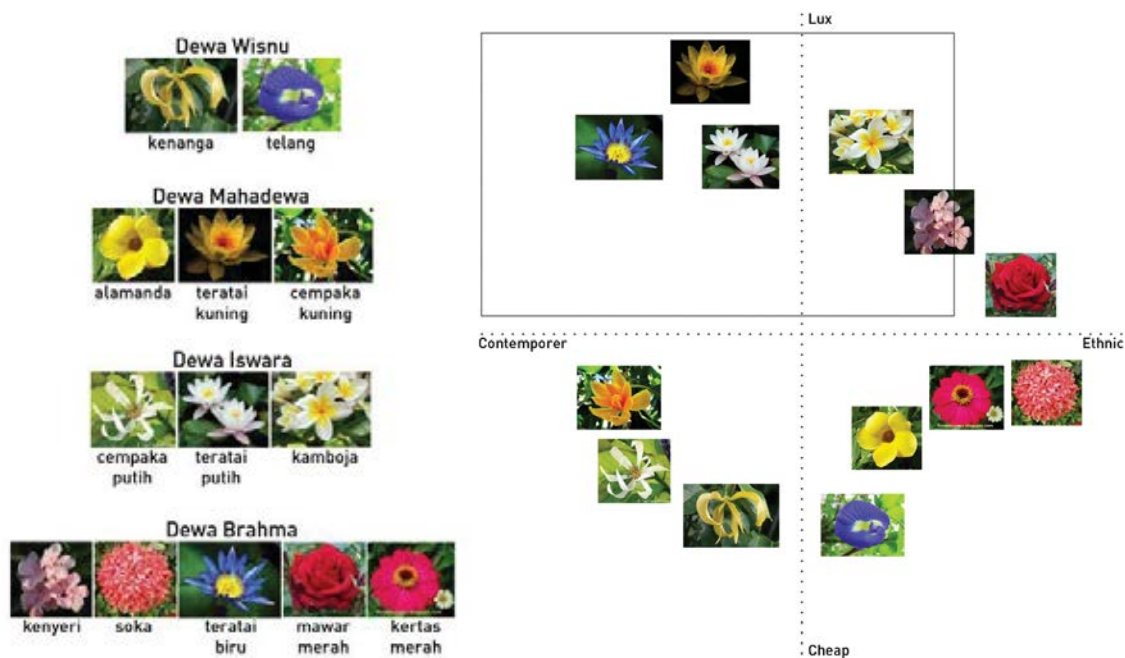 Dewa Wisnu
kenanga telang
Dewa Mahadewa
alamanda teratai cempaka
kuning kuning
Dewa Iswara
cempaka teratai kamboja
putih putih
Dewa Brahma
kenyeri soka teratai mawar kertas
biru merah merah
Lux
Contemporer Ethnic
Cheap